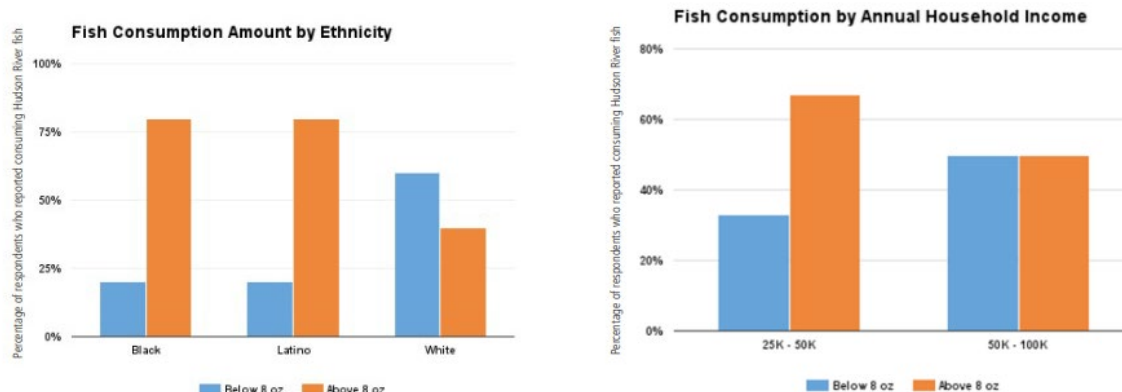 Fish Consumption Amount by Ethnicity
Percentage of respondents who reported consuming Hudson River fish
100%
75%
50%
25%
0%
Black Latino White
Below 8 oz Above 8 oz
Fish Consumption by Annual Household Income
Percentage of respondents who reported consuming Hudson River fish
80%
60%
40%
20%
0%
25K - 50K 50K - 100K
Below 8 oz Above 8 oz